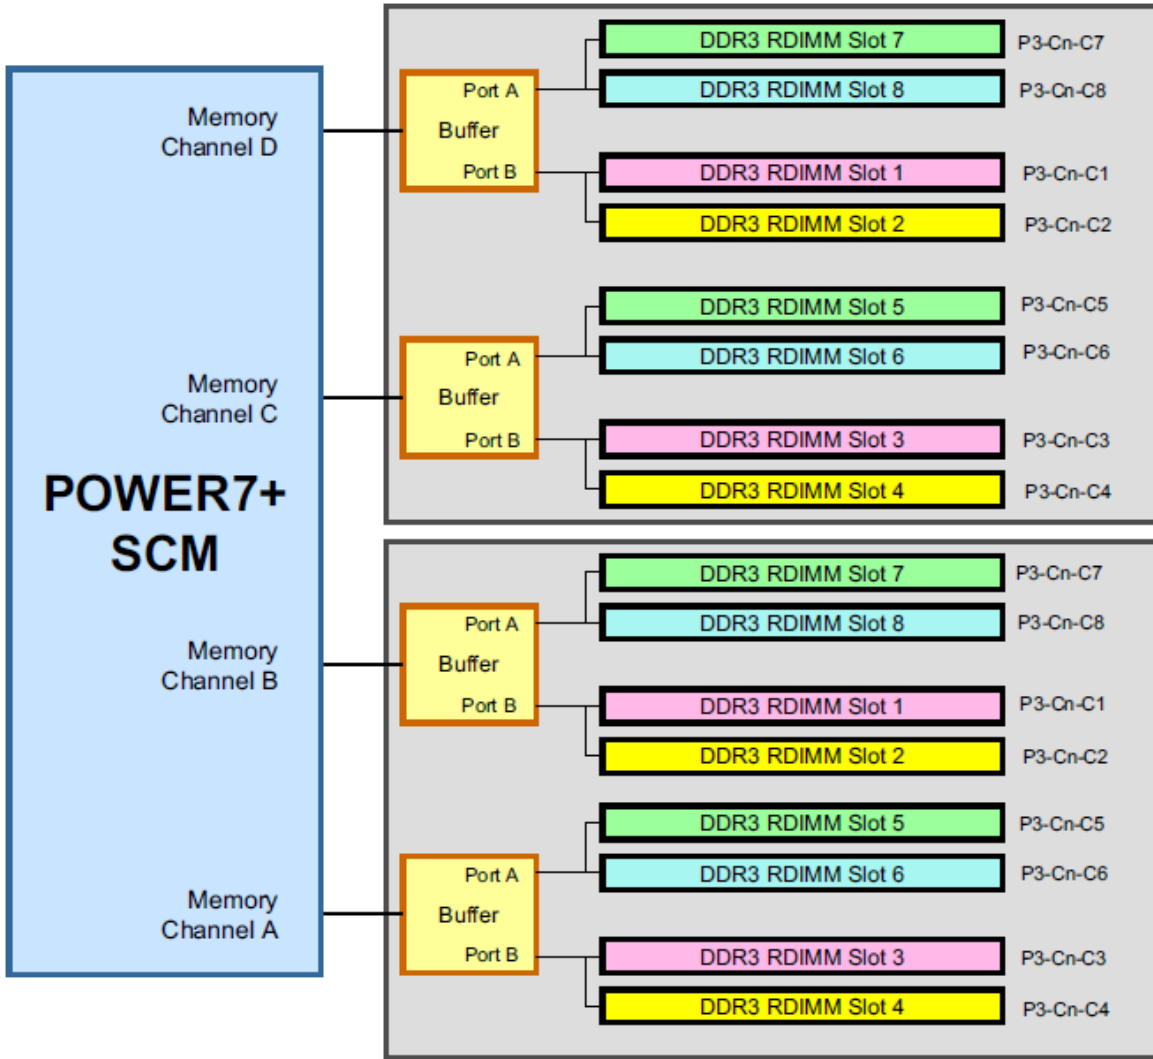 DDR3 RDIMM Slot 7 P3-Cn-C7
Port A DDR3 RDIMM Slot 8 P3-Cn-C8
Memory
Channel D
Buffer
Port B DDR3 RDIMM Slot 1 P3-Cn-C1
DDR3 RDIMM Slot 2 P3-Cn-C2
DDR3 RDIMM Slot 5 P3-Cn-C5
Port A DDR3 RDIMM Slot 6 P3-Cn-C6
Memory
Channel C
Buffer
Port B DDR3 RDIMM Slot 3 P3-Cn-C3
DDR3 RDIMM Slot 4 P3-Cn-C4
POWER7+
SCM
DDR3 RDIMM Slot 7 P3-Cn-C7
Port A DDR3 RDIMM Slot 8 P3-Cn-C8
Memory
Channel B
Buffer
Port B DDR3 RDIMM Slot 1 P3-Cn-C1
DDR3 RDIMM Slot 2 P3-Cn-C2
DDR3 RDIMM Slot 5 P3-Cn-C5
Port A DDR3 RDIMM Slot 6 P3-Cn-C6
Memory
Channel A
Buffer
Port B DDR3 RDIMM Slot 3 P3-Cn-C3
DDR3 RDIMM Slot 4 P3-Cn-C4